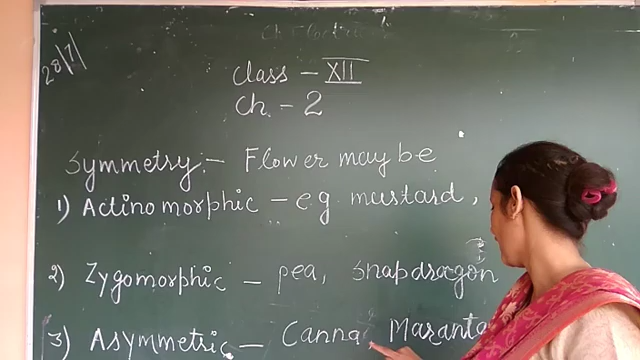 28/7
Class - XII
Ch. - 2
Symmetry :- Flower may be
1) Actinomorphic - e.g mustard,
2) Zygomorphic - pea, snapdragon
3) Asymmetric - Canna, Maranta